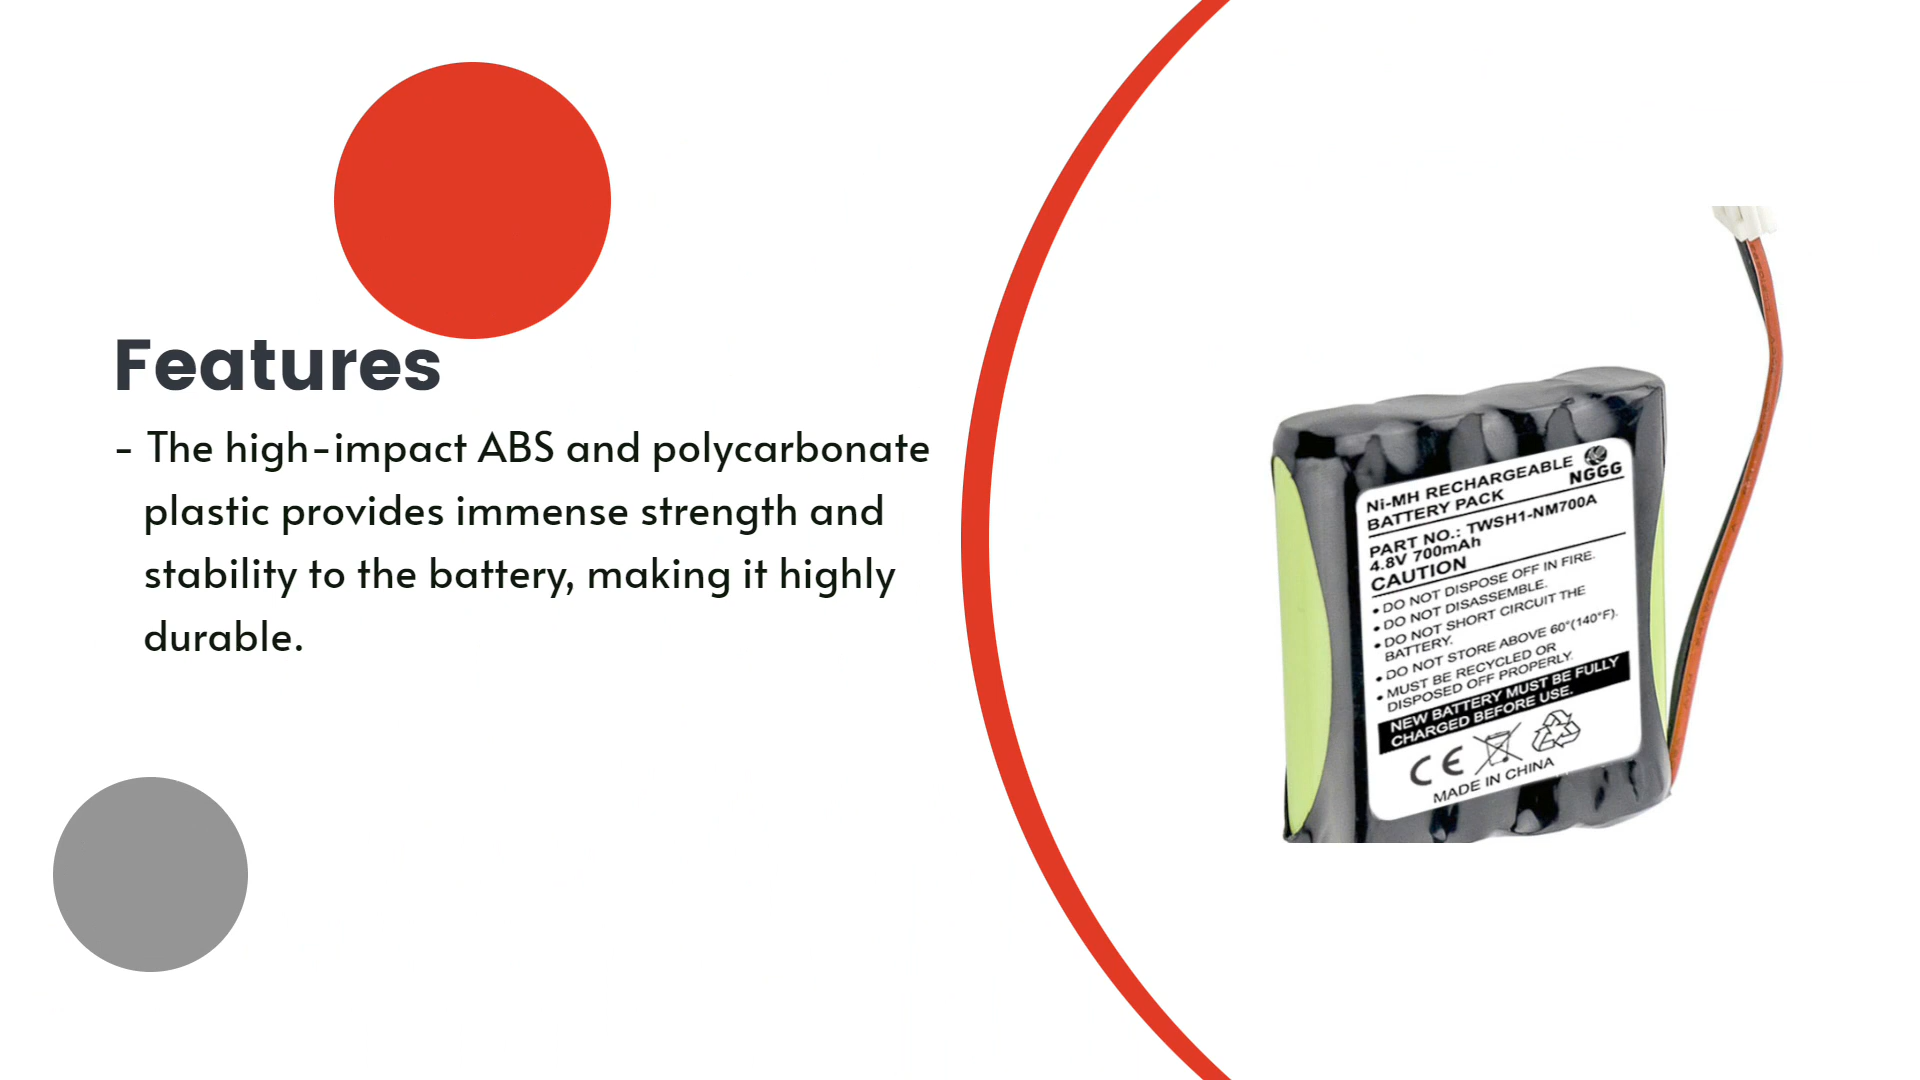 Features
- The high-impact ABS and polycarbonate
plastic provides immense strength and
stability to the battery, making it highly
durable.
Ni-MH RECHARGEABLE
BATTERY PACK
NGGG
PART NO.: TWSH1-NM700A
4.8V 700mAh
CAUTION
• DO NOT DISPOSE OFF IN FIRE.
• DO NOT DISASSEMBLE.
• DO NOT SHORT CIRCUIT THE
BATTERY.
• DO NOT STORE ABOVE 60°(140°F).
• MUST BE RECYCLED OR
DISPOSED OFF PROPERLY.
NEW BATTERY MUST BE FULLY
CHARGED BEFORE USE.
CE
MADE IN CHINA